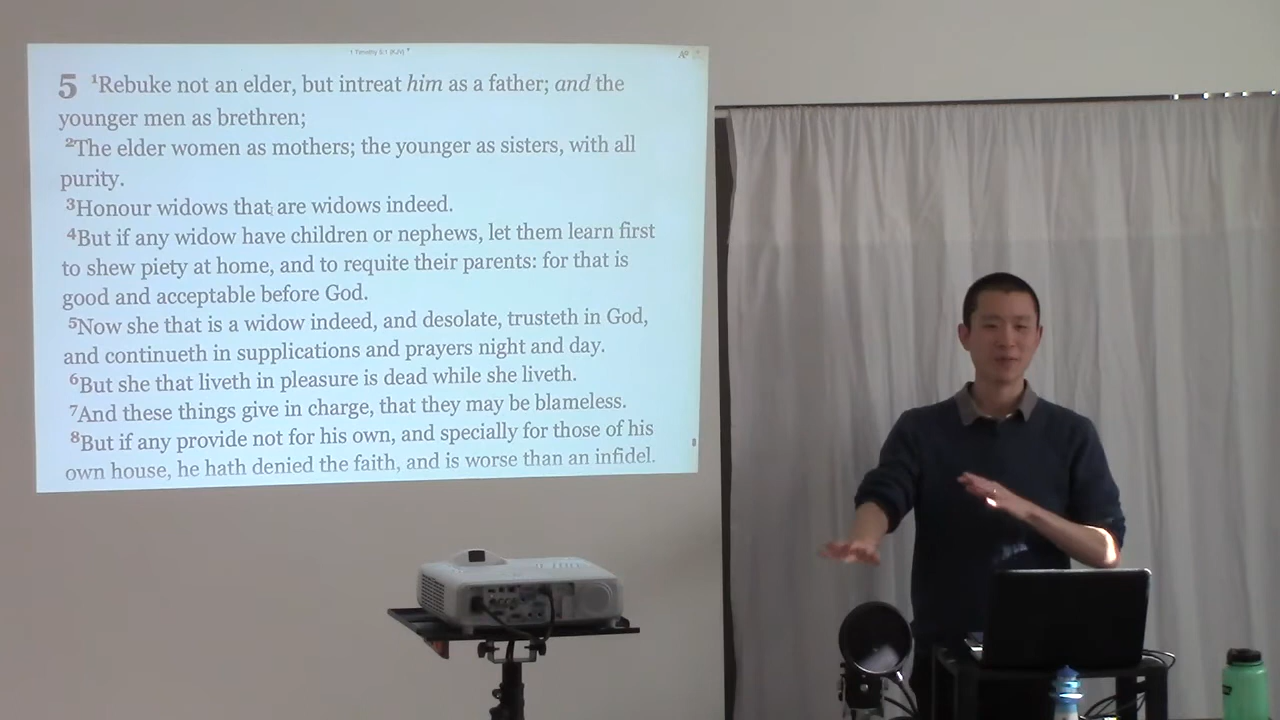 1 Timothy 5:1 (KJV)
5 ¹Rebuke not an elder, but intreat him as a father; and the
younger men as brethren;
²The elder women as mothers; the younger as sisters, with all
purity.
³Honour widows that are widows indeed.
⁴But if any widow have children or nephews, let them learn first
to shew piety at home, and to requite their parents: for that is
good and acceptable before God.
⁵Now she that is a widow indeed, and desolate, trusteth in God,
and continueth in supplications and prayers night and day.
⁶But she that liveth in pleasure is dead while she liveth.
⁷And these things give in charge, that they may be blameless.
⁸But if any provide not for his own, and specially for those of his
own house, he hath denied the faith, and is worse than an infidel.